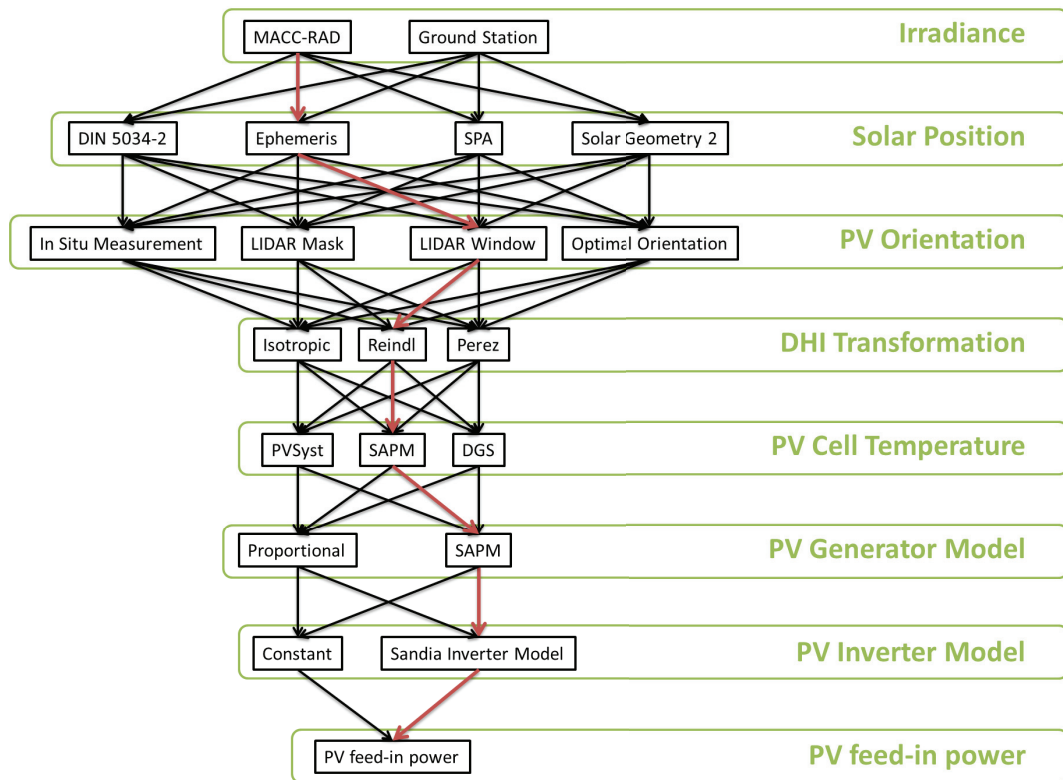 MACC-RAD
Ground Station
Irradiance
DIN 5034-2
Ephemeris
SPA
Solar Geometry 2
Solar Position
In Situ Measurement
LIDAR Mask
LIDAR Window
Optimal Orientation
PV Orientation
Isotropic
Reindl
Perez
DHI Transformation
PVSyst
SAPM
DGS
PV Cell Temperature
Proportional
SAPM
PV Generator Model
Constant
Sandia Inverter Model
PV Inverter Model
PV feed-in power
PV feed-in power